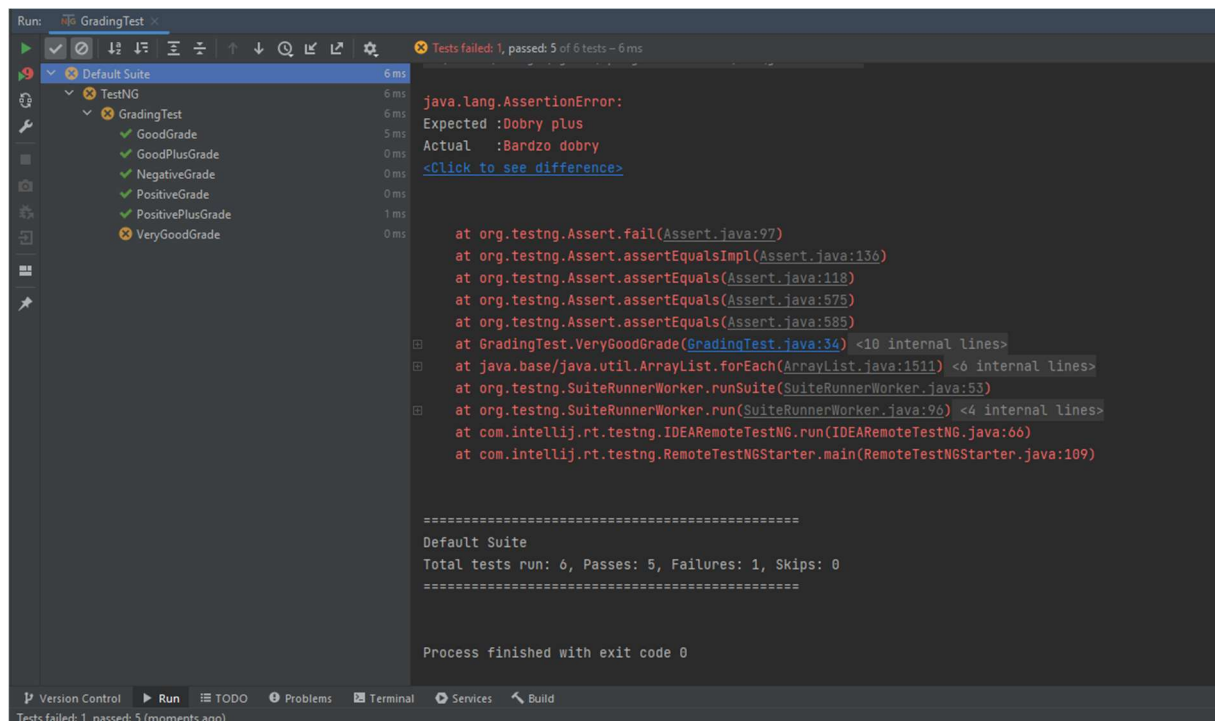 Run: GradingTest
Tests failed: 1, passed: 5 of 6 tests – 6 ms
Default Suite 6 ms
TestNG 6 ms
GradingTest 6 ms
GoodGrade 5 ms
GoodPlusGrade 0 ms
NegativeGrade 0 ms
PositiveGrade 0 ms
PositivePlusGrade 1 ms
VeryGoodGrade 0 ms
java.lang.AssertionError:
Expected :Dobry plus
Actual   :Bardzo dobry
<Click to see difference>
at org.testng.Assert.fail(Assert.java:97)
at org.testng.Assert.assertEqualsImpl(Assert.java:136)
at org.testng.Assert.assertEquals(Assert.java:118)
at org.testng.Assert.assertEquals(Assert.java:575)
at org.testng.Assert.assertEquals(Assert.java:585)
at GradingTest.VeryGoodGrade(GradingTest.java:34) <10 internal lines>
at java.base/java.util.ArrayList.forEach(ArrayList.java:1511) <6 internal lines>
at org.testng.SuiteRunnerWorker.runSuite(SuiteRunnerWorker.java:53)
at org.testng.SuiteRunnerWorker.run(SuiteRunnerWorker.java:96) <4 internal lines>
at com.intellij.rt.testng.IDEARemoteTestNG.run(IDEARemoteTestNG.java:66)
at com.intellij.rt.testng.RemoteTestNGStarter.main(RemoteTestNGStarter.java:109)
===============================================
Default Suite
Total tests run: 6, Passes: 5, Failures: 1, Skips: 0
===============================================
Process finished with exit code 0
Version Control Run TODO Problems Terminal Services Build
Tests failed: 1, passed: 5 (moments ago)